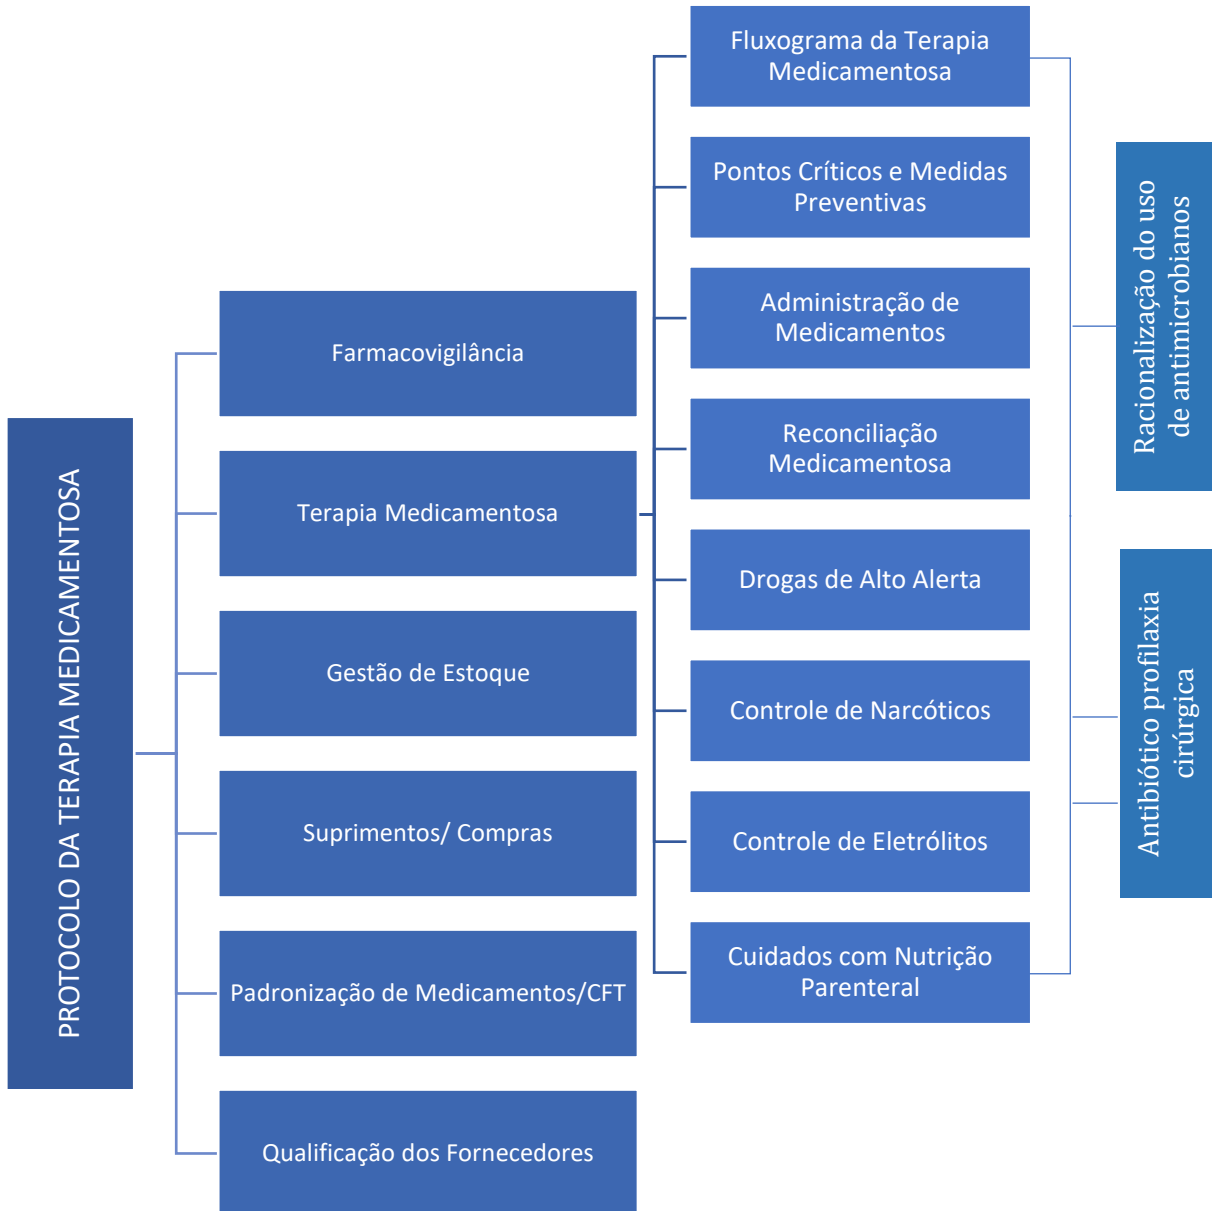 PROTOCOLO DA TERAPIA MEDICAMENTOSA
Farmacovigilância
Terapia Medicamentosa
Gestão de Estoque
Suprimentos/ Compras
Padronização de Medicamentos/CFT
Qualificação dos Fornecedores
Fluxograma da Terapia
Medicamentosa
Pontos Críticos e Medidas
Preventivas
Administração de
Medicamentos
Reconciliação
Medicamentosa
Drogas de Alto Alerta
Controle de Narcóticos
Controle de Eletrólitos
Cuidados com Nutrição
Parenteral
Racionalização do uso
de antimicrobianos
Antibiótico profilaxia
cirúrgica